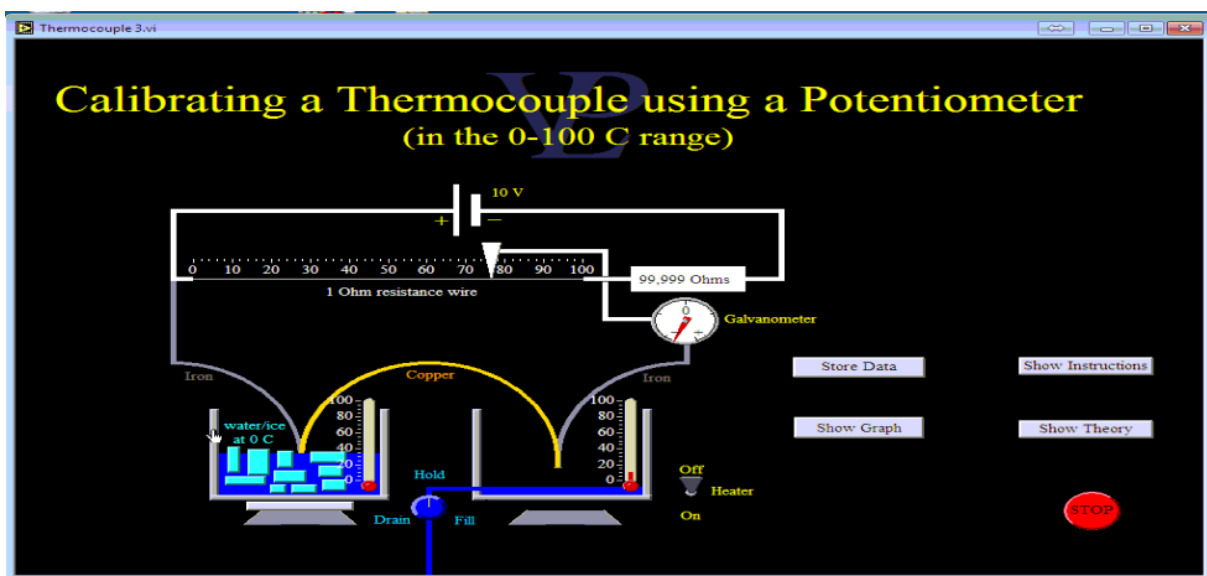 Thermocouple 3.vi
VPL
Calibrating a Thermocouple using a Potentiometer
(in the 0-100 C range)
10 V
+ −
0 10 20 30 40 50 60 70 80 90 100
99,999 Ohms
1 Ohm resistance wire
0
- +
Galvanometer
Iron
Copper
Iron
Store Data
Show Instructions
Show Graph
Show Theory
water/ice
at 0 C
100
80
60
40
20
0
100
80
60
40
20
0
Hold
Drain
Fill
Off
Heater
On
STOP